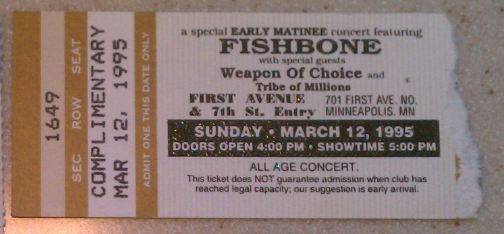 1649
SEC ROW SEAT
COMPLIMENTARY
MAR 12, 1995
ADMIT ONE THIS DATE ONLY
a special EARLY MATINEE concert featuring
FISHBONE
with special guests
Weapon Of Choice and
Tribe of Millions
FIRST AVENUE 701 FIRST AVE. NO.
& 7th St. Entry MINNEAPOLIS. MN
SUNDAY • MARCH 12, 1995
DOORS OPEN 4:00 PM • SHOWTIME 5:00 PM
ALL AGE CONCERT.
This ticket does NOT guarantee admission when club has
reached legal capacity; our suggestion is early arrival.